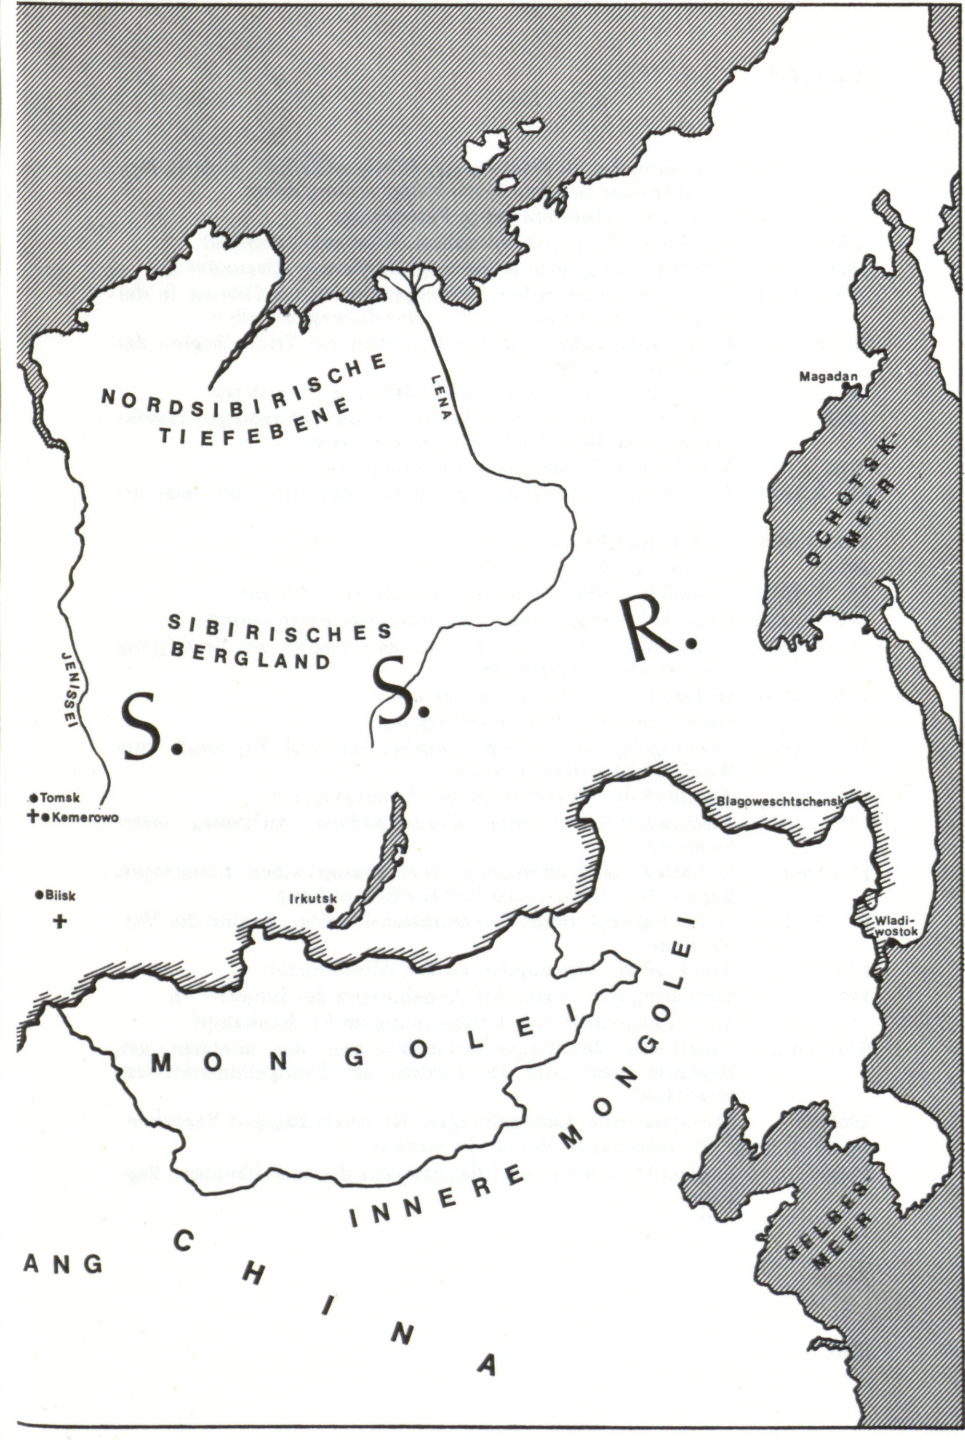 NORDSIBIRISCHE
TIEFEBENE
LENA
Magadan
OCHOTSK-
MEER
SIBIRISCHES
BERGLAND
JENISSEI
S. S. R.
Tomsk
Kemerowo
Blagoweschtschensk
Biisk
Irkutsk
Wladi-
wostok
MONGOLEI
INNERE MONGOLEI
GELBES-
MEER
ANG
CHINA